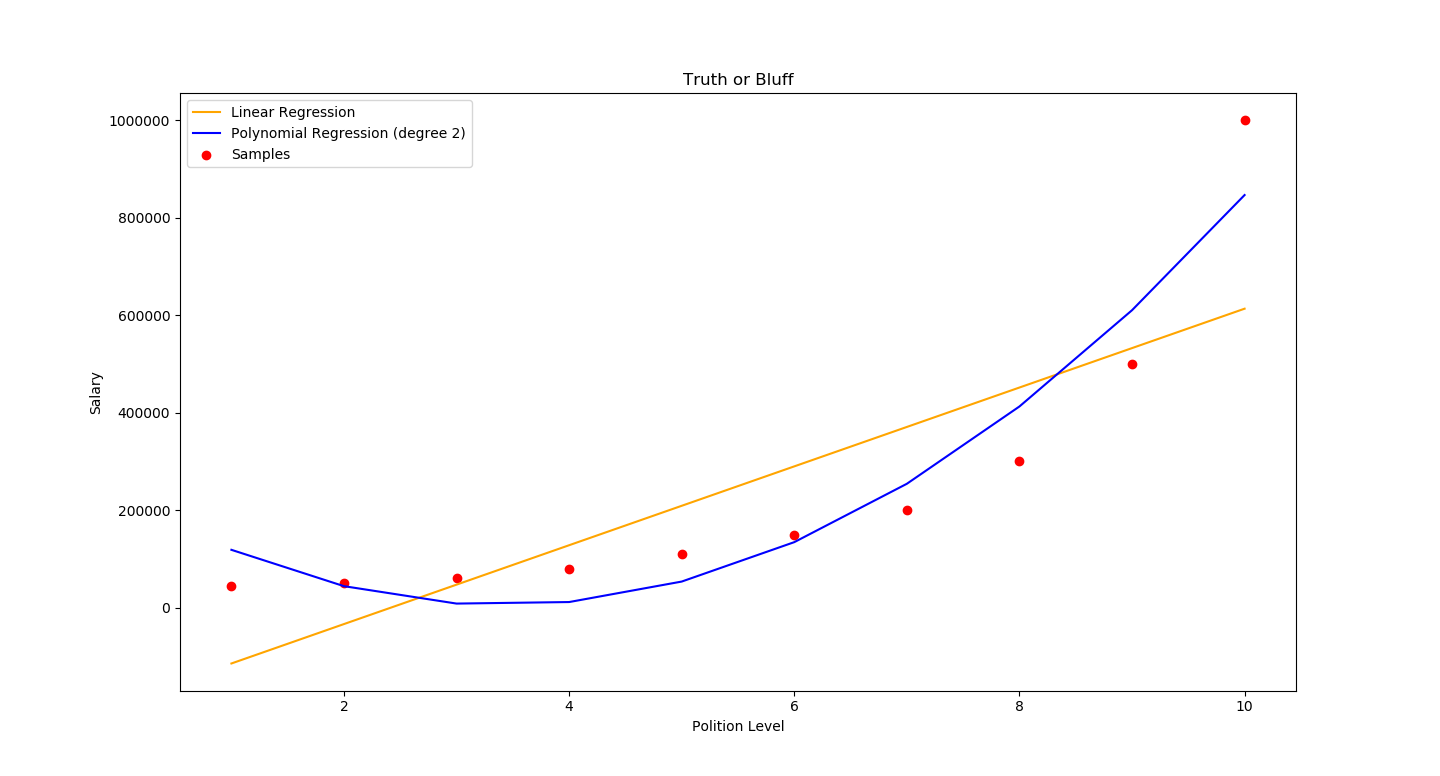 Truth or Bluff
Linear Regression
Polynomial Regression (degree 2)
Samples
1000000
800000
600000
400000
200000
0
Salary
2 4 6 8 10
Polition Level